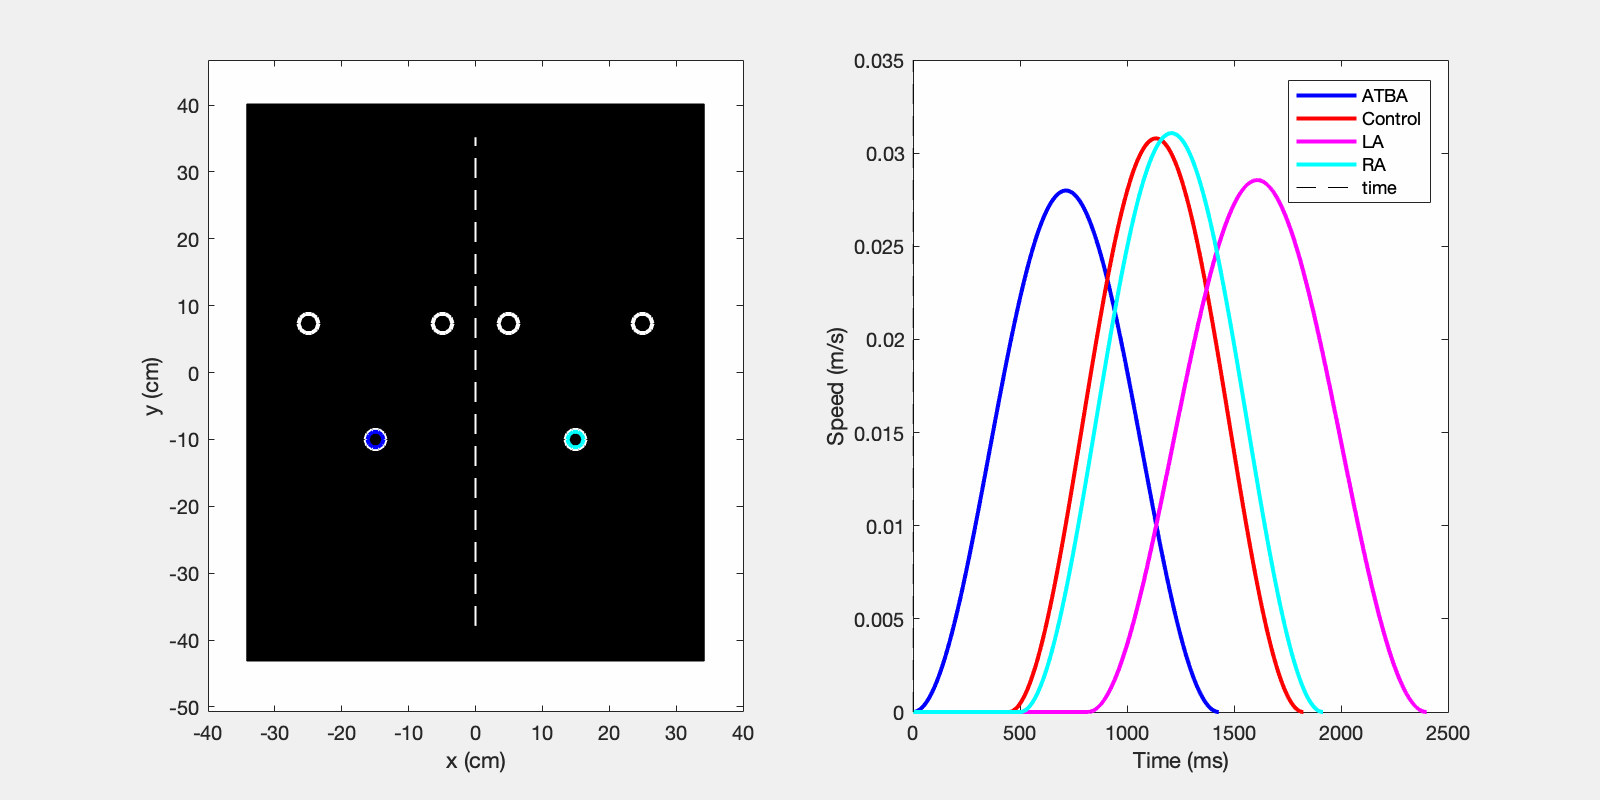 40
30
20
10
0
-10
-20
-30
-40
-50
y (cm)
-40 -30 -20 -10 0 10 20 30 40
x (cm)
0.035
0.03
0.025
0.02
0.015
0.01
0.005
0
Speed (m/s)
0 500 1000 1500 2000 2500
Time (ms)
ATBA
Control
LA
RA
time